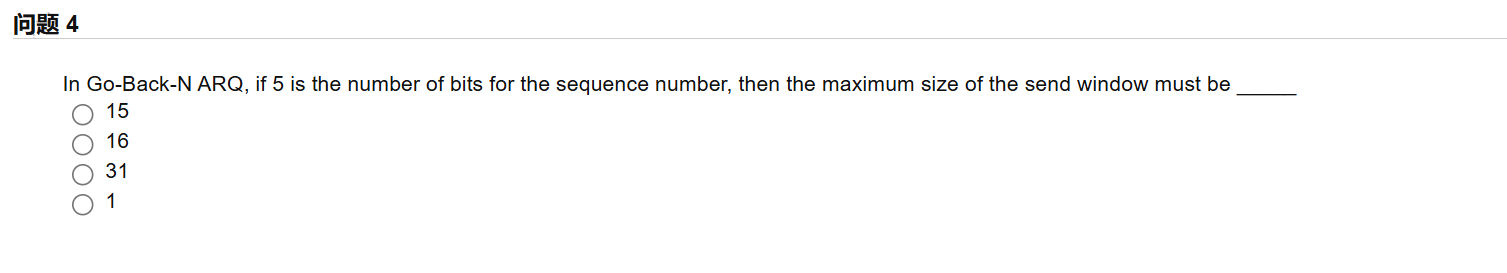 问题 4
In Go-Back-N ARQ, if 5 is the number of bits for the sequence number, then the maximum size of the send window must be ______
15
16
31
1